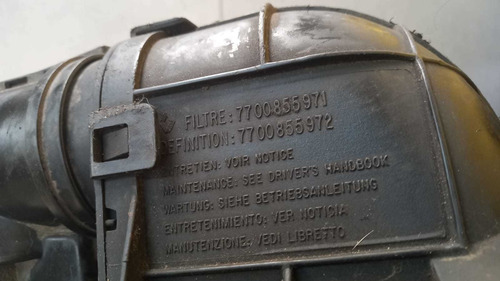 FILTRE:7700855971
DEFINITION:7700855972
ENTRETIEN: VOIR NOTICE
MAINTENANCE: SEE DRIVER'S HANDBOOK
WARTUNG: SIEHE BETRIEBSANLEITUNG
ENTRETENIMIENTO: VER NOTICIA
MANUTENZIONE: VEDI LIBRETTO